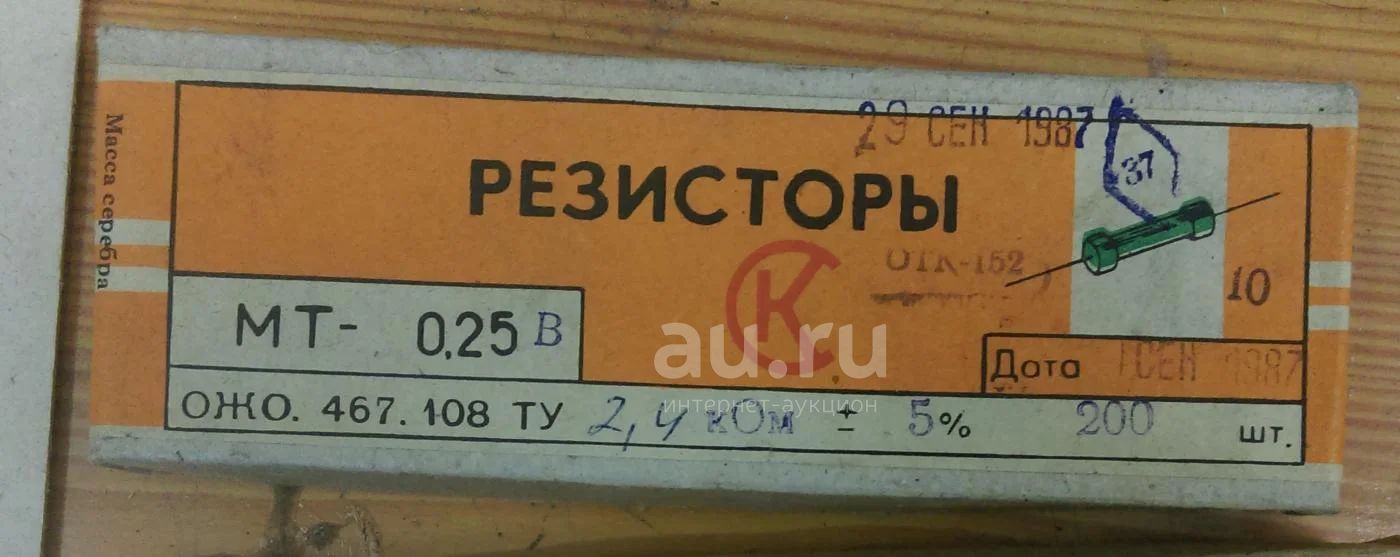 Масса серебра
29 СЕН 1987
37
РЕЗИСТОРЫ
ОТК-152
10
МТ- 0,25 В
К
au.ru
интернет-аукцион
Дата СЕН 1987
ОЖО. 467. 108 ТУ 2,4 кОм ± 5% 200 шт.